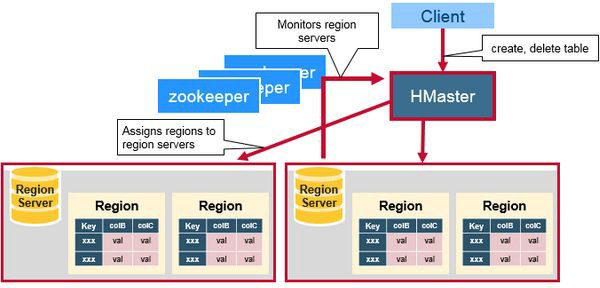 Monitors region
servers
Client
create, delete table
zookeeper
HMaster
Assigns regions to
region servers
Region
Server
Region
Key colB colC
xxx val val
xxx val val
Region
Key colB colC
xxx val val
xxx val val
Region
Server
Region
Key colB colC
xxx val val
xxx val val
Region
Key colB colC
xxx val val
xxx val val